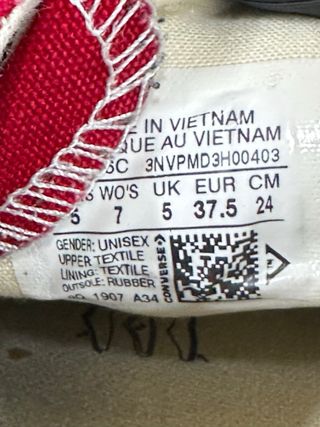 IN VIETNAM
QUE AU VIETNAM
3NVPMD3H00403
WO'S UK EUR CM
5 7 5 37.5 24
GENDER: UNISEX
UPPER: TEXTILE
LINING: TEXTILE
OUTSOLE: RUBBER
1907 A34
CONVERSE